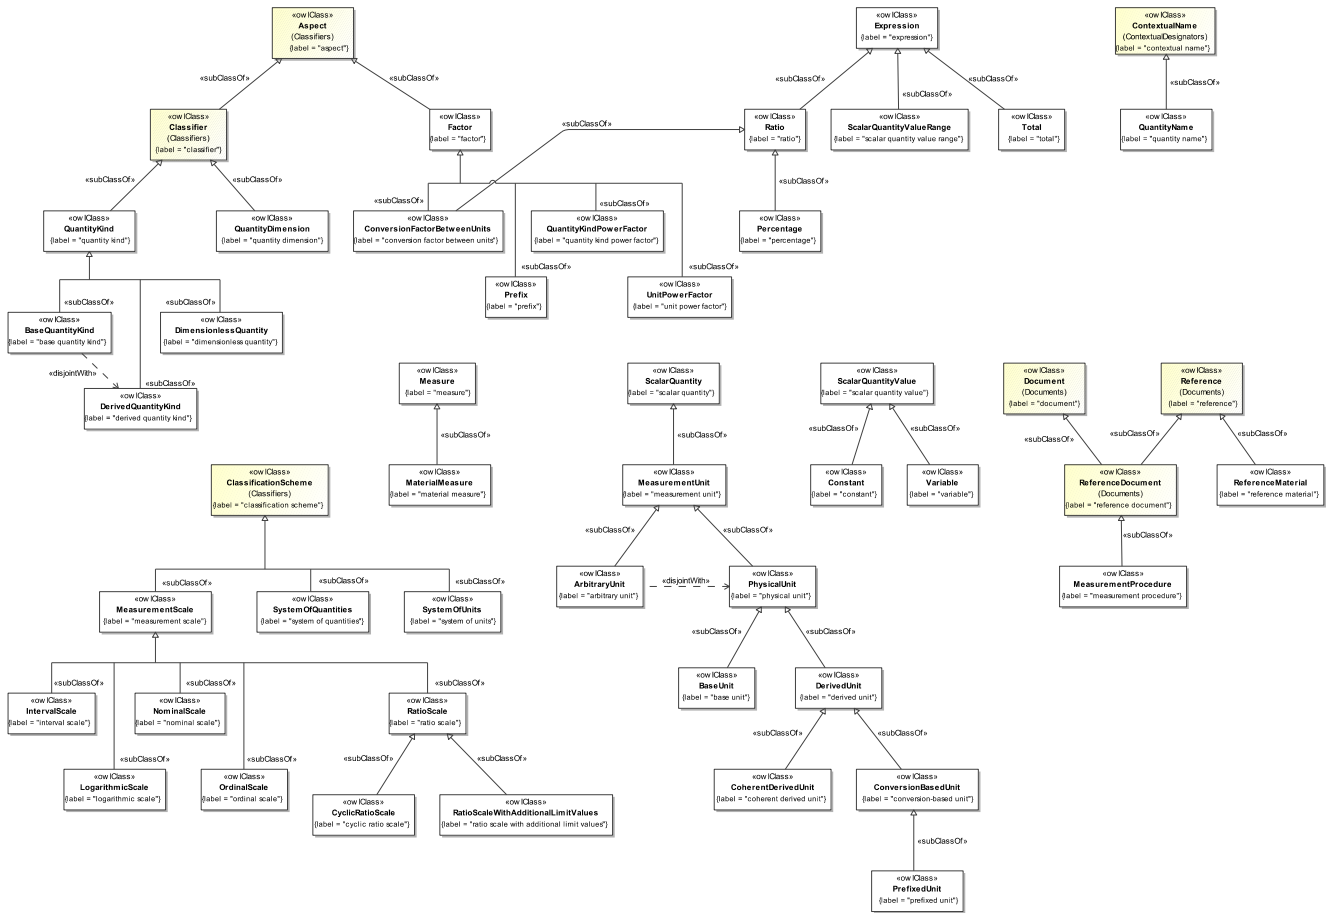 «owlClass»
Aspect
(Classifiers)
{label = "aspect"}
«owlClass»
Expression
{label = "expression"}
«owlClass»
ContextualName
(ContextualDesignators)
{label = "contextual name"}
«subClassOf»
«subClassOf»
«subClassOf»
«subClassOf»
«subClassOf»
«subClassOf»
«owlClass»
Classifier
(Classifiers)
{label = "classifier"}
«owlClass»
Factor
{label = "factor"}
«subClassOf»
«owlClass»
Ratio
{label = "ratio"}
«owlClass»
ScalarQuantityValueRange
{label = "scalar quantity value range"}
«owlClass»
Total
{label = "total"}
«owlClass»
QuantityName
{label = "quantity name"}
«subClassOf»
«subClassOf»
«subClassOf»
«subClassOf»
«subClassOf»
«owlClass»
QuantityKind
{label = "quantity kind"}
«owlClass»
QuantityDimension
{label = "quantity dimension"}
«owlClass»
ConversionFactorBetweenUnits
{label = "conversion factor between units"}
«owlClass»
QuantityKindPowerFactor
{label = "quantity kind power factor"}
«owlClass»
Percentage
{label = "percentage"}
«subClassOf»
«subClassOf»
«owlClass»
Prefix
{label = "prefix"}
«owlClass»
UnitPowerFactor
{label = "unit power factor"}
«subClassOf»
«subClassOf»
«owlClass»
BaseQuantityKind
{label = "base quantity kind"}
«owlClass»
DimensionlessQuantity
{label = "dimensionless quantity"}
«disjointWith»
«subClassOf»
«owlClass»
DerivedQuantityKind
{label = "derived quantity kind"}
«owlClass»
Measure
{label = "measure"}
«owlClass»
ScalarQuantity
{label = "scalar quantity"}
«owlClass»
ScalarQuantityValue
{label = "scalar quantity value"}
«owlClass»
Document
(Documents)
{label = "document"}
«owlClass»
Reference
(Documents)
{label = "reference"}
«subClassOf»
«subClassOf»
«subClassOf»
«subClassOf»
«subClassOf»
«subClassOf»
«subClassOf»
«owlClass»
ClassificationScheme
(Classifiers)
{label = "classification scheme"}
«owlClass»
MaterialMeasure
{label = "material measure"}
«owlClass»
MeasurementUnit
{label = "measurement unit"}
«owlClass»
Constant
{label = "constant"}
«owlClass»
Variable
{label = "variable"}
«owlClass»
ReferenceDocument
(Documents)
{label = "reference document"}
«owlClass»
ReferenceMaterial
{label = "reference material"}
«subClassOf»
«subClassOf»
«subClassOf»
«owlClass»
ArbitraryUnit
{label = "arbitrary unit"}
«disjointWith»
«owlClass»
PhysicalUnit
{label = "physical unit"}
«owlClass»
MeasurementProcedure
{label = "measurement procedure"}
«subClassOf»
«subClassOf»
«subClassOf»
«owlClass»
MeasurementScale
{label = "measurement scale"}
«owlClass»
SystemOfQuantities
{label = "system of quantities"}
«owlClass»
SystemOfUnits
{label = "system of units"}
«subClassOf»
«subClassOf»
«subClassOf»
«subClassOf»
«subClassOf»
«owlClass»
IntervalScale
{label = "interval scale"}
«owlClass»
NominalScale
{label = "nominal scale"}
«owlClass»
RatioScale
{label = "ratio scale"}
«owlClass»
BaseUnit
{label = "base unit"}
«owlClass»
DerivedUnit
{label = "derived unit"}
«subClassOf»
«subClassOf»
«subClassOf»
«subClassOf»
«subClassOf»
«subClassOf»
«owlClass»
LogarithmicScale
{label = "logarithmic scale"}
«owlClass»
OrdinalScale
{label = "ordinal scale"}
«owlClass»
CyclicRatioScale
{label = "cyclic ratio scale"}
«owlClass»
RatioScaleWithAdditionalLimitValues
{label = "ratio scale with additional limit values"}
«owlClass»
CoherentDerivedUnit
{label = "coherent derived unit"}
«owlClass»
ConversionBasedUnit
{label = "conversion-based unit"}
«subClassOf»
«owlClass»
PrefixedUnit
{label = "prefixed unit"}